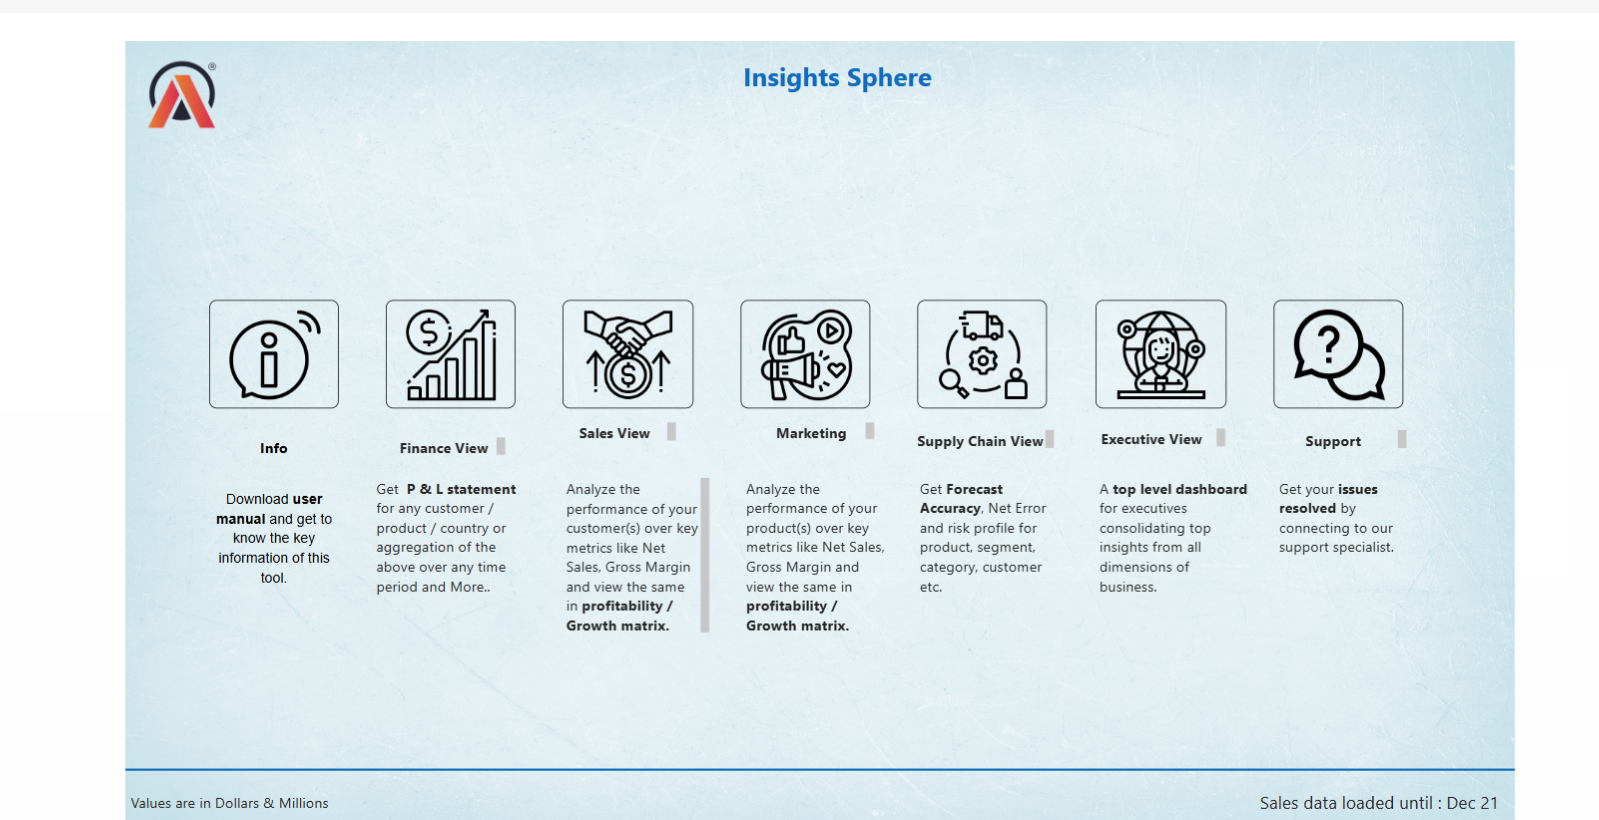 ®
Insights Sphere
Info
Download user
manual and get to
know the key
information of this
tool.
Finance View
Get P & L statement
for any customer /
product / country or
aggregation of the
above over any time
period and More..
Sales View
Analyze the
performance of your
customer(s) over key
metrics like Net
Sales, Gross Margin
and view the same
in profitability /
Growth matrix.
Marketing
Analyze the
performance of your
product(s) over key
metrics like Net Sales,
Gross Margin and
view the same in
profitability /
Growth matrix.
Supply Chain View
Get Forecast
Accuracy, Net Error
and risk profile for
product, segment,
category, customer
etc.
Executive View
A top level dashboard
for executives
consolidating top
insights from all
dimensions of
business.
Support
Get your issues
resolved by
connecting to our
support specialist.
Values are in Dollars & Millions
Sales data loaded until : Dec 21